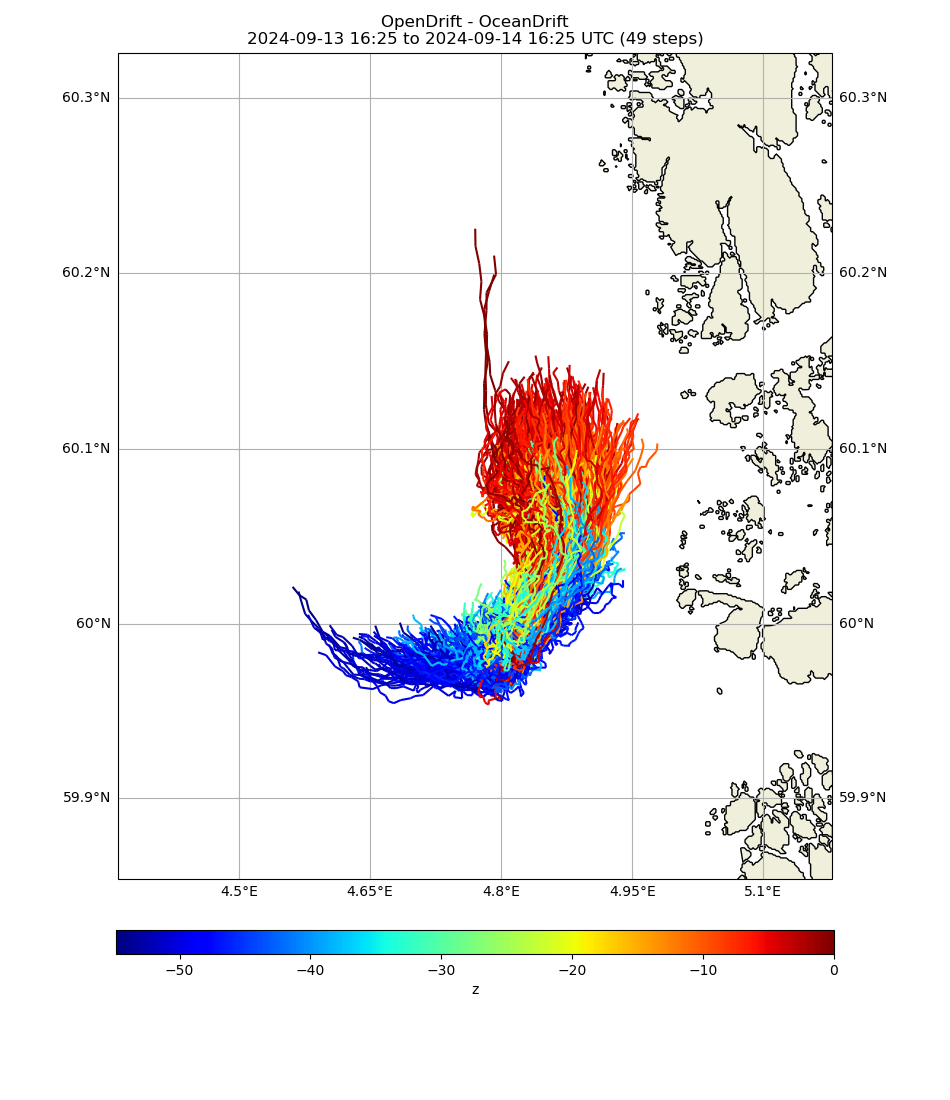 OpenDrift - OceanDrift
2024-09-13 16:25 to 2024-09-14 16:25 UTC (49 steps)
60.3°N 60.3°N
60.2°N 60.2°N
60.1°N 60.1°N
60°N 60°N
59.9°N 59.9°N
4.5°E 4.65°E 4.8°E 4.95°E 5.1°E
−50 −40 −30 −20 −10 0
z